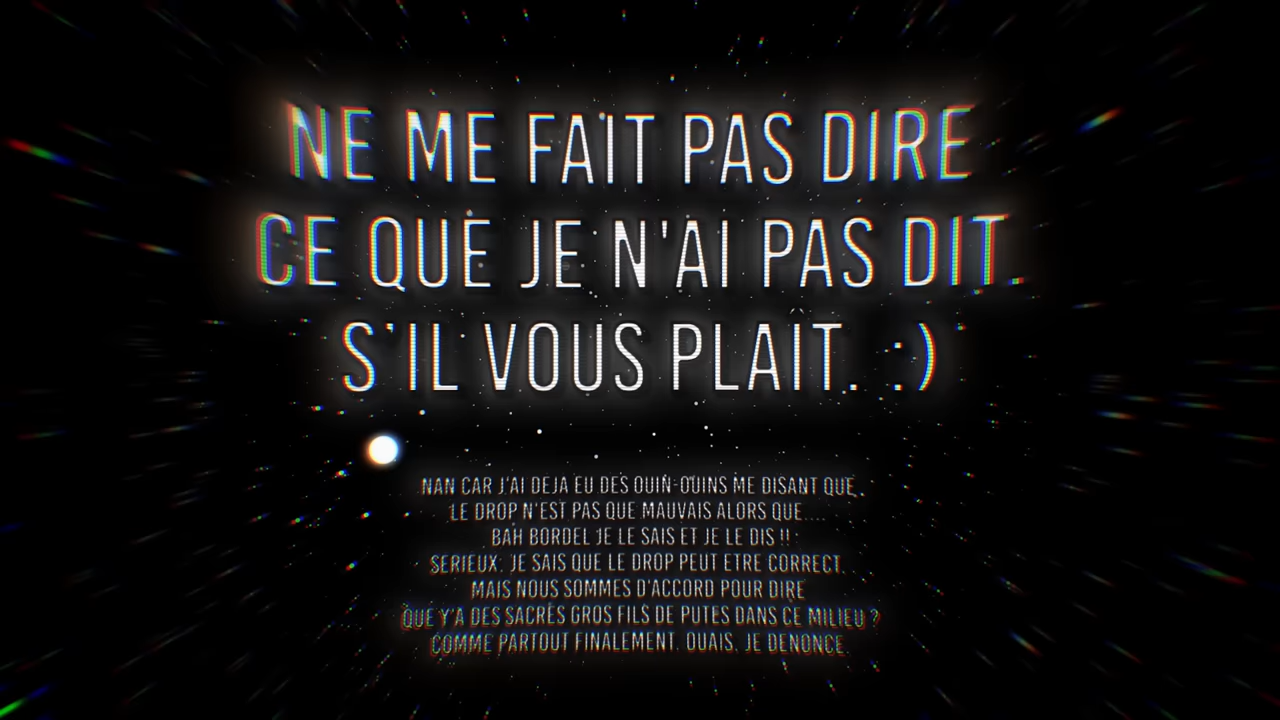 NE ME FAIT PAS DIRE
CE QUE JE N'AI PAS DIT.
S'IL VOUS PLAÎT. :)
NAN CAR J'AI DEJA EU DES OUIN-OUINS ME DISANT QUE,
LE DROP N'EST PAS QUE MAUVAIS ALORS QUE....
BAH BORDEL JE LE SAIS ET JE LE DIS !!
SERIEUX, JE SAIS QUE LE DROP PEUT ETRE CORRECT.
MAIS NOUS SOMMES D'ACCORD POUR DIRE
QUE Y'A DES SACRÉS GROS FILS DE PUTES DANS CE MILIEU ?
COMME PARTOUT FINALEMENT. OUAIS, JE DENONCE.